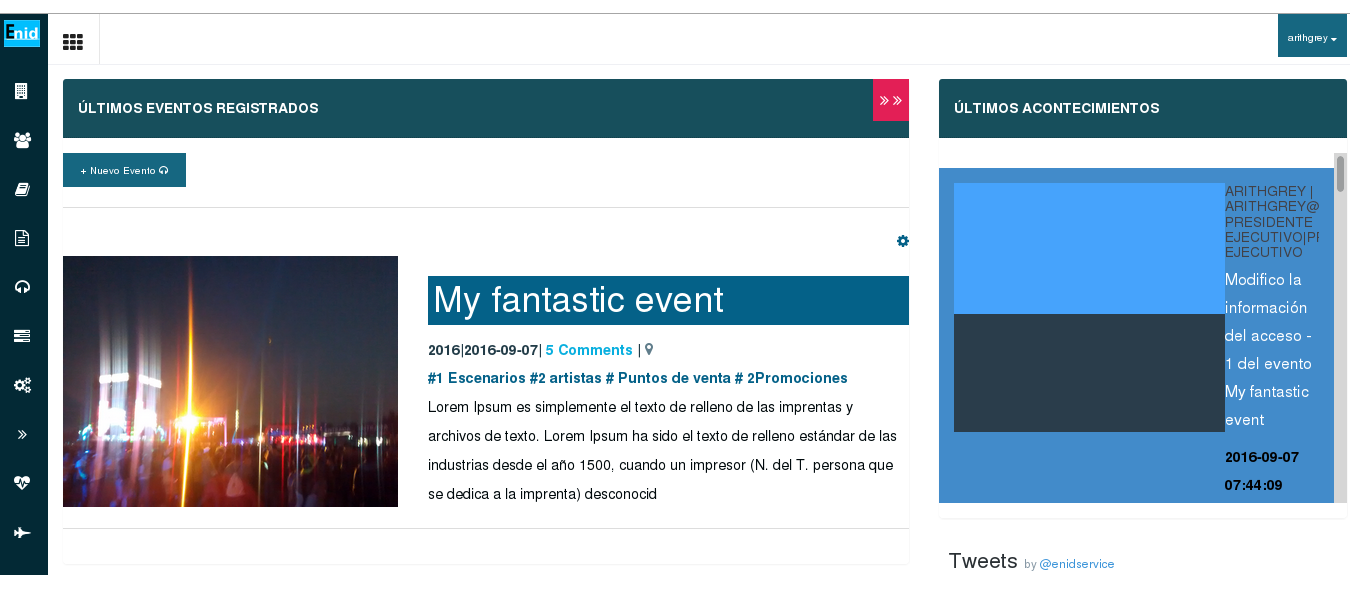 Enid
arithgrey
ÚLTIMOS EVENTOS REGISTRADOS
+ Nuevo Evento
My fantastic event
2016|2016-09-07| 5 Comments |
#1 Escenarios #2 artistas # Puntos de venta # 2Promociones
Lorem Ipsum es simplemente el texto de relleno de las imprentas y
archivos de texto. Lorem Ipsum ha sido el texto de relleno estándar de las
industrias desde el año 1500, cuando un impresor (N. del T. persona que
se dedica a la imprenta) desconocid
ÚLTIMOS ACONTECIMIENTOS
ARITHGREY |
ARITHGREY@
PRESIDENTE
EJECUTIVO|PR
EJECUTIVO
Modifico la
información
del acceso -
1 del evento
My fantastic
event
2016-09-07
07:44:09
Tweets by @enidservice